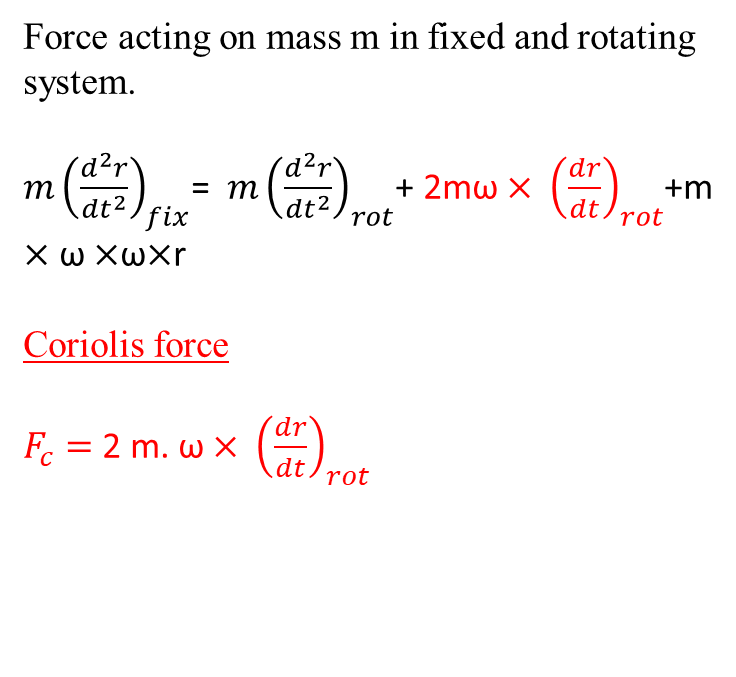 Force acting on mass m in fixed and rotating
system.
m (d²r/dt²)fix = m (d²r/dt²)rot + 2mω × (dr/dt)rot +m
× ω ×ω×r
Coriolis force
Fc = 2 m. ω × (dr/dt)rot